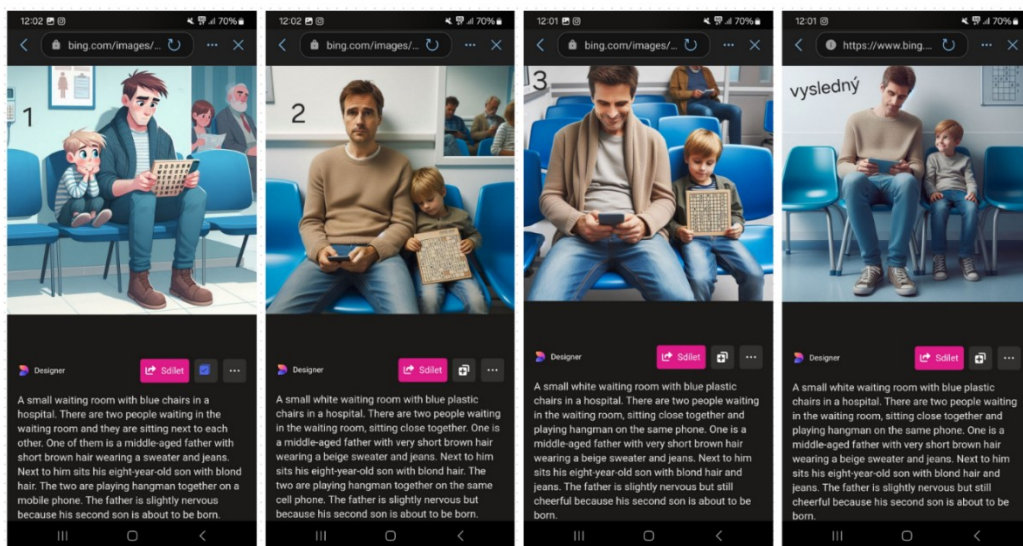 12:02
70%
bing.com/images/...
1
Designer
Sdílet
A small waiting room with blue chairs in a
hospital. There are two people waiting in the
waiting room and they are sitting next to each
other. One of them is a middle-aged father with
short brown hair wearing a sweater and jeans.
Next to him sits his eight-year-old son with blond
hair. The two are playing hangman together on a
mobile phone. The father is slightly nervous
because his second son is about to be born.
12:02
70%
bing.com/images/...
2
Designer
Sdílet
A small white waiting room with blue plastic
chairs in a hospital. There are two people waiting
in the waiting room, sitting close together. One is
a middle-aged father with very short brown hair
wearing a beige sweater and jeans. Next to him
sits his eight-year-old son with blond hair. The
two are playing hangman together on the same
cell phone. The father is slightly nervous but
because his second son is about to be born.
12:01
70%
bing.com/images/...
3
Designer
Sdílet
A small white waiting room with blue plastic
chairs in a hospital. There are two people waiting
in the waiting room, sitting close together and
playing hangman on the same phone. One is a
middle-aged father with very short brown hair
wearing a beige sweater and jeans. Next to him
sits his eight-year-old son with blond hair and
jeans. The father is slightly nervous but still
cheerful because his second son is about to be
born.
12:01
70%
https://www.bing....
vysledný
Designer
Sdílet
A small white waiting room with blue plastic
chairs in a hospital. There are two people waiting
in the waiting room, sitting close together and
playing hangman on the same phone. One is a
middle-aged father with very short brown hair
wearing a beige sweater and jeans. Next to him
sits his eight-year-old son with blond hair and
jeans. The father is slightly nervous but still
cheerful because his second son is about to be
born.